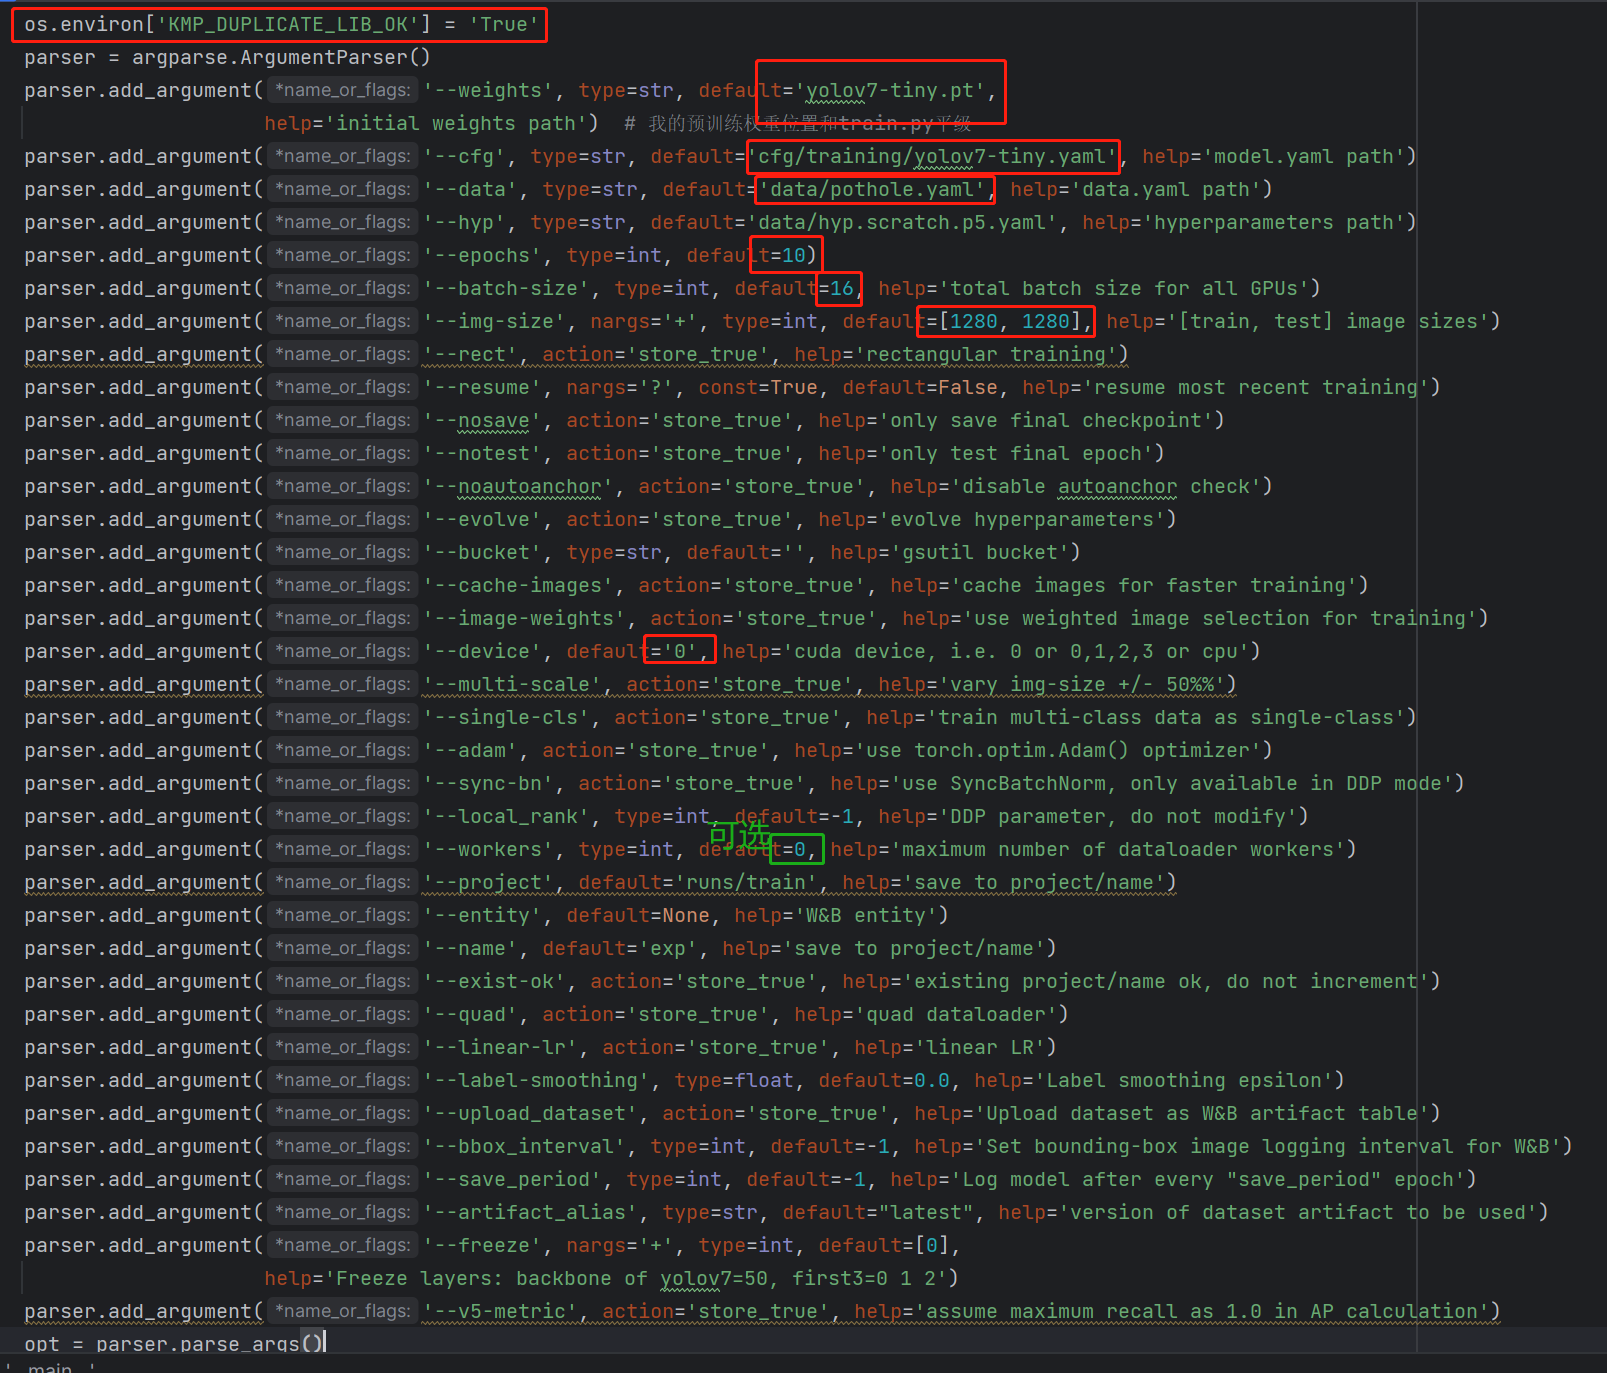 os.environ['KMP_DUPLICATE_LIB_OK'] = 'True'
parser = argparse.ArgumentParser()
parser.add_argument(*name_or_flags: '--weights', type=str, default='yolov7-tiny.pt',
help='initial weights path')  # 我的预训练权重位置和train.py平级
parser.add_argument(*name_or_flags: '--cfg', type=str, default='cfg/training/yolov7-tiny.yaml', help='model.yaml path')
parser.add_argument(*name_or_flags: '--data', type=str, default='data/pothole.yaml', help='data.yaml path')
parser.add_argument(*name_or_flags: '--hyp', type=str, default='data/hyp.scratch.p5.yaml', help='hyperparameters path')
parser.add_argument(*name_or_flags: '--epochs', type=int, default=10)
parser.add_argument(*name_or_flags: '--batch-size', type=int, default=16, help='total batch size for all GPUs')
parser.add_argument(*name_or_flags: '--img-size', nargs='+', type=int, default=[1280, 1280], help='[train, test] image sizes')
parser.add_argument(*name_or_flags: '--rect', action='store_true', help='rectangular training')
parser.add_argument(*name_or_flags: '--resume', nargs='?', const=True, default=False, help='resume most recent training')
parser.add_argument(*name_or_flags: '--nosave', action='store_true', help='only save final checkpoint')
parser.add_argument(*name_or_flags: '--notest', action='store_true', help='only test final epoch')
parser.add_argument(*name_or_flags: '--noautoanchor', action='store_true', help='disable autoanchor check')
parser.add_argument(*name_or_flags: '--evolve', action='store_true', help='evolve hyperparameters')
parser.add_argument(*name_or_flags: '--bucket', type=str, default='', help='gsutil bucket')
parser.add_argument(*name_or_flags: '--cache-images', action='store_true', help='cache images for faster training')
parser.add_argument(*name_or_flags: '--image-weights', action='store_true', help='use weighted image selection for training')
parser.add_argument(*name_or_flags: '--device', default='0', help='cuda device, i.e. 0 or 0,1,2,3 or cpu')
parser.add_argument(*name_or_flags: '--multi-scale', action='store_true', help='vary img-size +/- 50%%')
parser.add_argument(*name_or_flags: '--single-cls', action='store_true', help='train multi-class data as single-class')
parser.add_argument(*name_or_flags: '--adam', action='store_true', help='use torch.optim.Adam() optimizer')
parser.add_argument(*name_or_flags: '--sync-bn', action='store_true', help='use SyncBatchNorm, only available in DDP mode')
parser.add_argument(*name_or_flags: '--local_rank', type=int, default=-1, help='DDP parameter, do not modify')
可选
parser.add_argument(*name_or_flags: '--workers', type=int, default=0, help='maximum number of dataloader workers')
parser.add_argument(*name_or_flags: '--project', default='runs/train', help='save to project/name')
parser.add_argument(*name_or_flags: '--entity', default=None, help='W&B entity')
parser.add_argument(*name_or_flags: '--name', default='exp', help='save to project/name')
parser.add_argument(*name_or_flags: '--exist-ok', action='store_true', help='existing project/name ok, do not increment')
parser.add_argument(*name_or_flags: '--quad', action='store_true', help='quad dataloader')
parser.add_argument(*name_or_flags: '--linear-lr', action='store_true', help='linear LR')
parser.add_argument(*name_or_flags: '--label-smoothing', type=float, default=0.0, help='Label smoothing epsilon')
parser.add_argument(*name_or_flags: '--upload_dataset', action='store_true', help='Upload dataset as W&B artifact table')
parser.add_argument(*name_or_flags: '--bbox_interval', type=int, default=-1, help='Set bounding-box image logging interval for W&B')
parser.add_argument(*name_or_flags: '--save_period', type=int, default=-1, help='Log model after every "save_period" epoch')
parser.add_argument(*name_or_flags: '--artifact_alias', type=str, default="latest", help='version of dataset artifact to be used')
parser.add_argument(*name_or_flags: '--freeze', nargs='+', type=int, default=[0],
help='Freeze layers: backbone of yolov7=50, first3=0 1 2')
parser.add_argument(*name_or_flags: '--v5-metric', action='store_true', help='assume maximum recall as 1.0 in AP calculation')
opt = parser.parse_args()
'__main__'